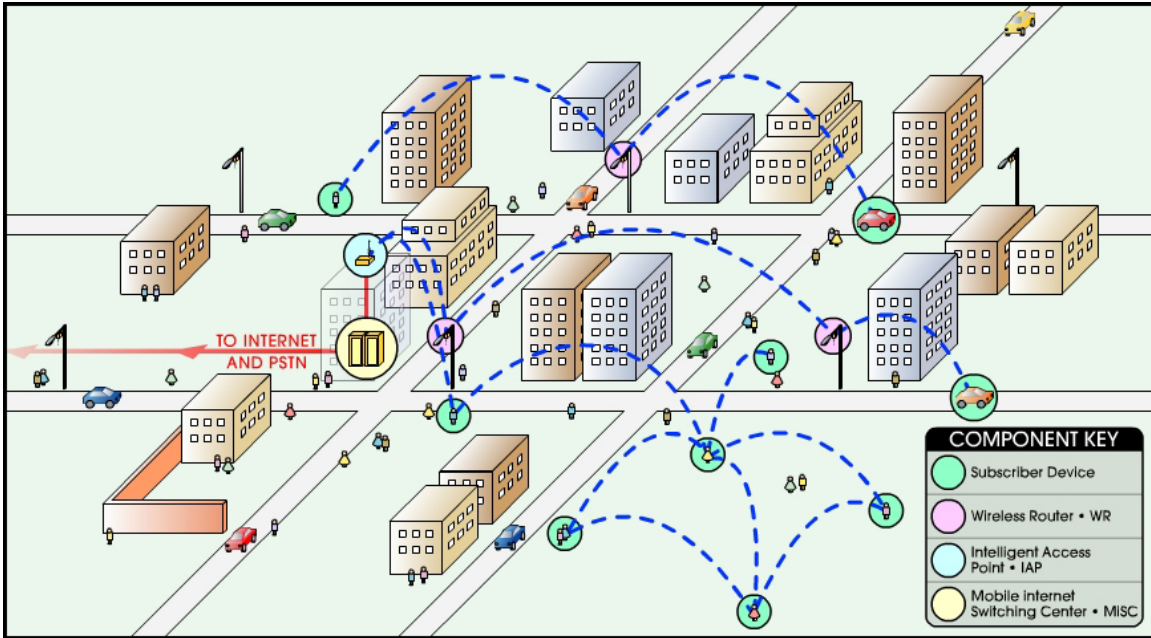 TO INTERNET
AND PSTN
COMPONENT KEY
Subscriber Device
Wireless Router • WR
Intelligent Access
Point • IAP
Mobile internet
Switching Center • MiSC